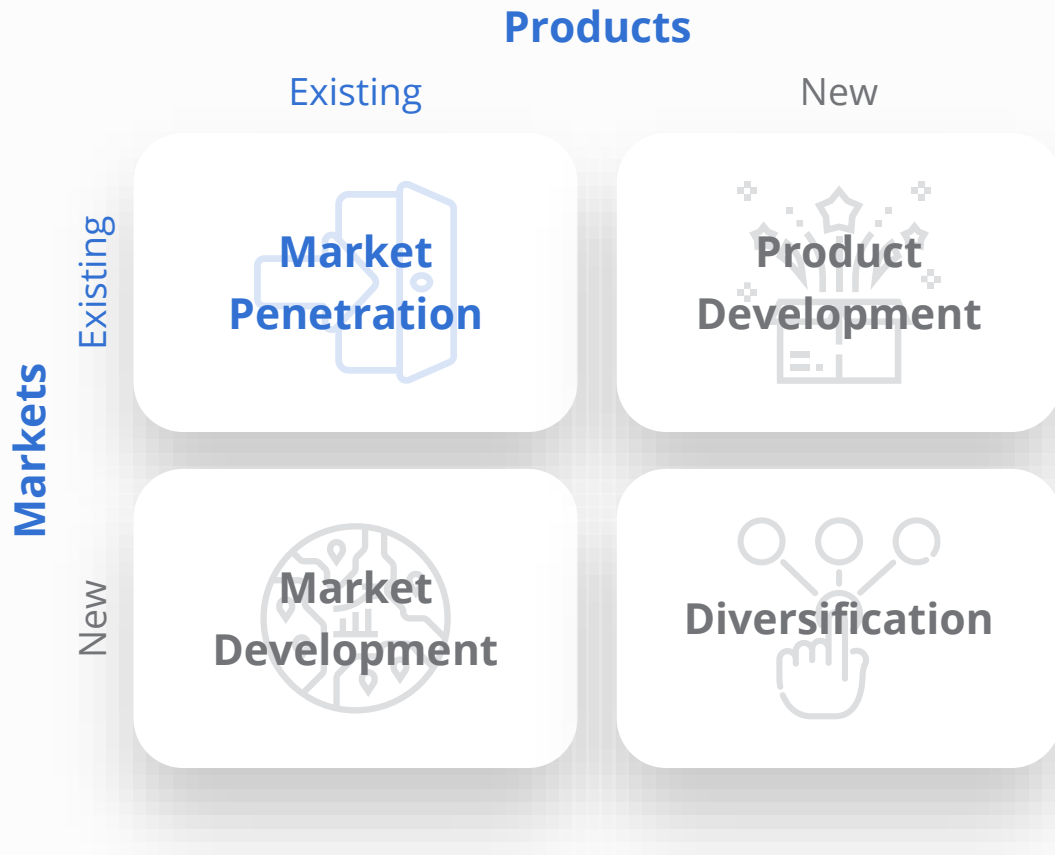 Products
Existing
New
Markets
Existing
New
Market
Penetration
Product
Development
Market
Development
Diversification